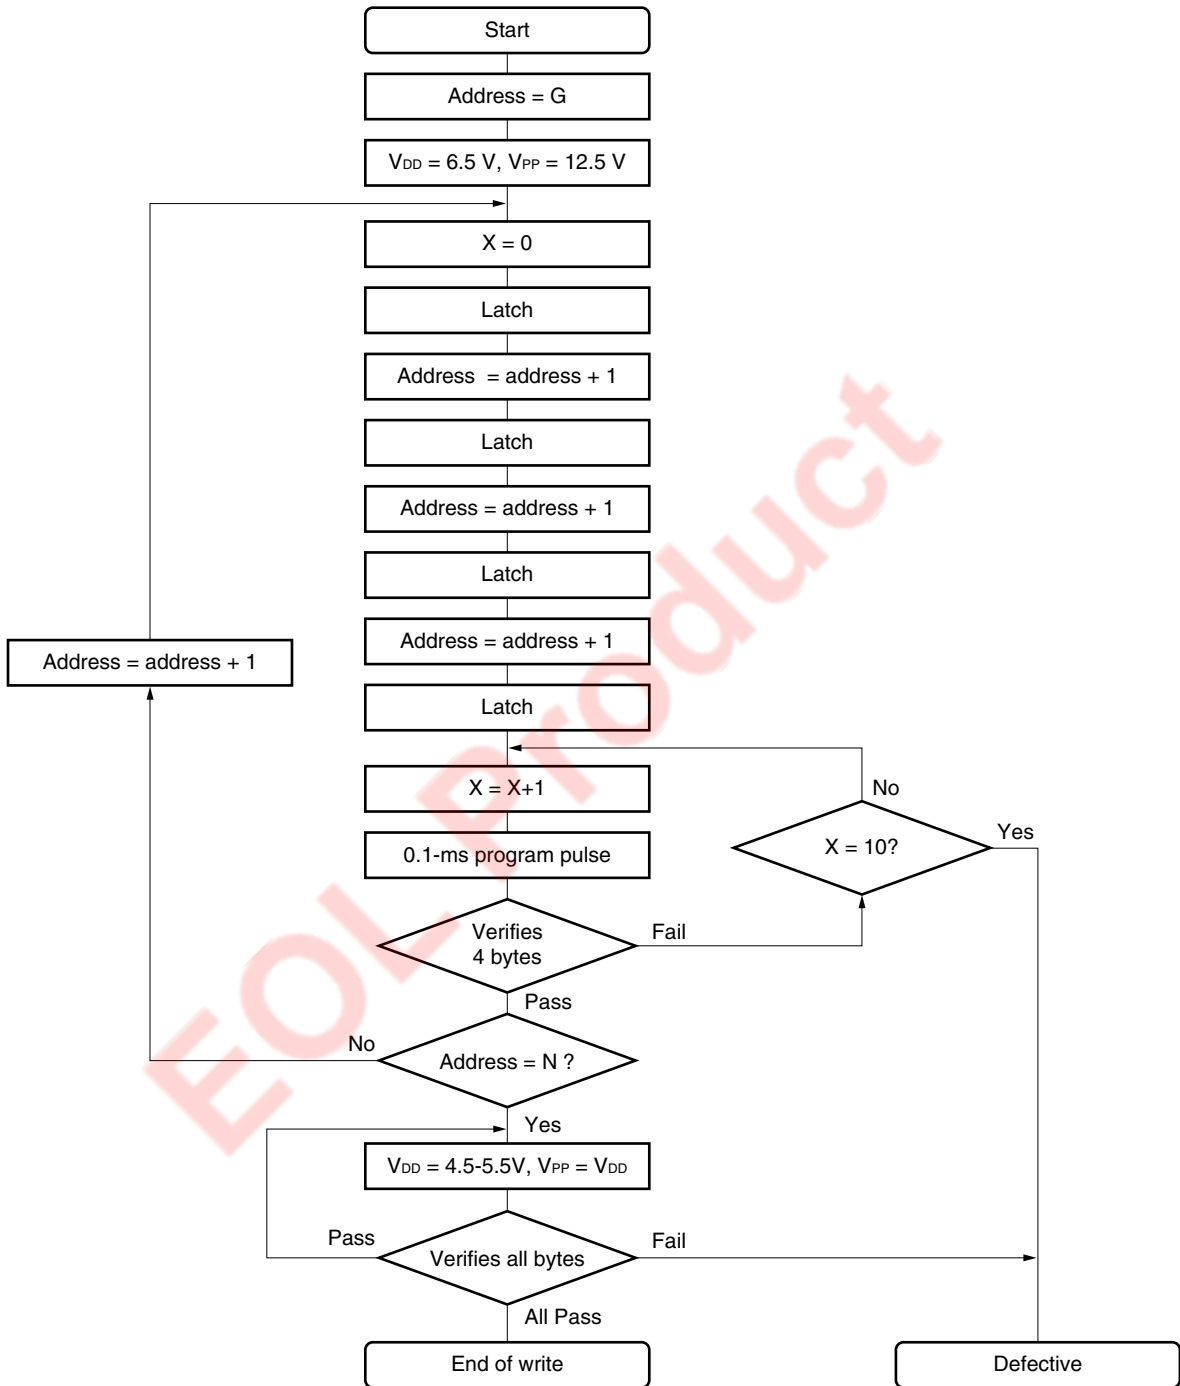 Start
Address = G
VDD = 6.5 V, VPP = 12.5 V
X = 0
Latch
Address = address + 1
Latch
Address = address + 1
Latch
Address = address + 1
Address = address + 1
Latch
X = X+1
No
X = 10?
Yes
0.1-ms program pulse
Verifies
4 bytes
Fail
Pass
No
Address = N ?
Yes
VDD = 4.5-5.5V, VPP = VDD
Pass
Verifies all bytes
Fail
All Pass
End of write
Defective
EOL Product